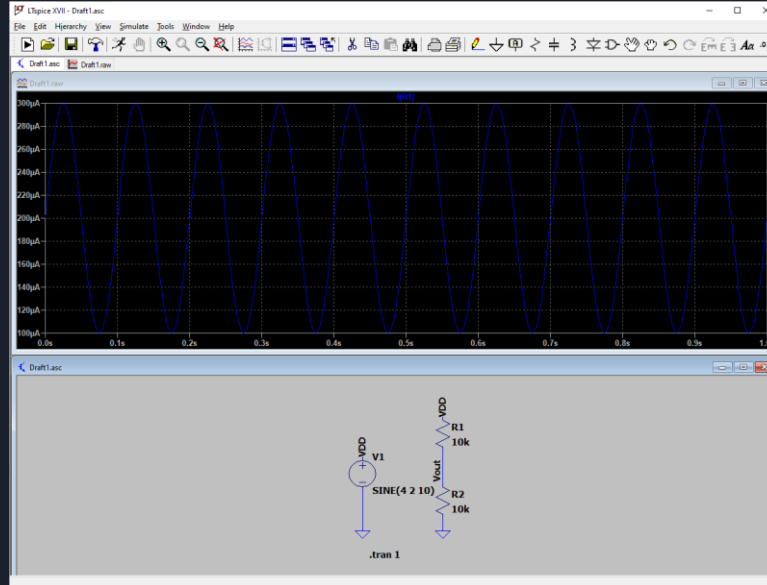 LTspice XVII - Draft1.asc
File Edit Hierarchy View Simulate Tools Window Help
Draft1.asc Draft1.raw
Draft1.raw
300µA
280µA
260µA
240µA
220µA
200µA
180µA
160µA
140µA
120µA
100µA
0.0s 0.1s 0.2s 0.3s 0.4s 0.5s 0.6s 0.7s 0.8s 0.9s 1.
Draft1.asc
VDD
R1
10k
VDD
V1
Vout
SINE(4 2 10)
R2
10k
.tran 1